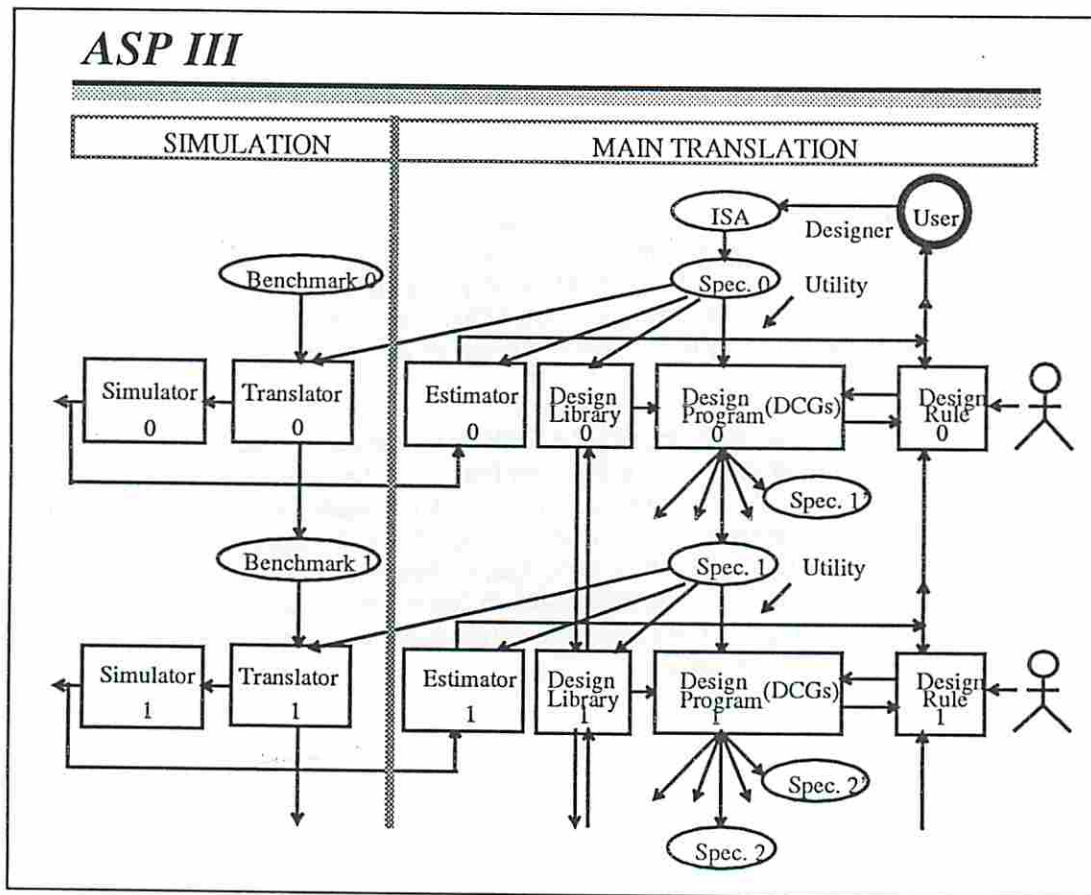 ASP III
SIMULATION
MAIN TRANSLATION
ISA
User
Designer
Benchmark 0
Spec. 0
Utility
Simulator
0
Translator
0
Estimator
0
Design
Library
0
Design
Program
(DCGs)
0
Design
Rule
0
Spec. 1'
Benchmark 1
Spec. 1
Utility
Simulator
1
Translator
1
Estimator
1
Design
Library
1
Design
Program
(DCGs)
1
Design
Rule
1
Spec. 2'
Spec. 2